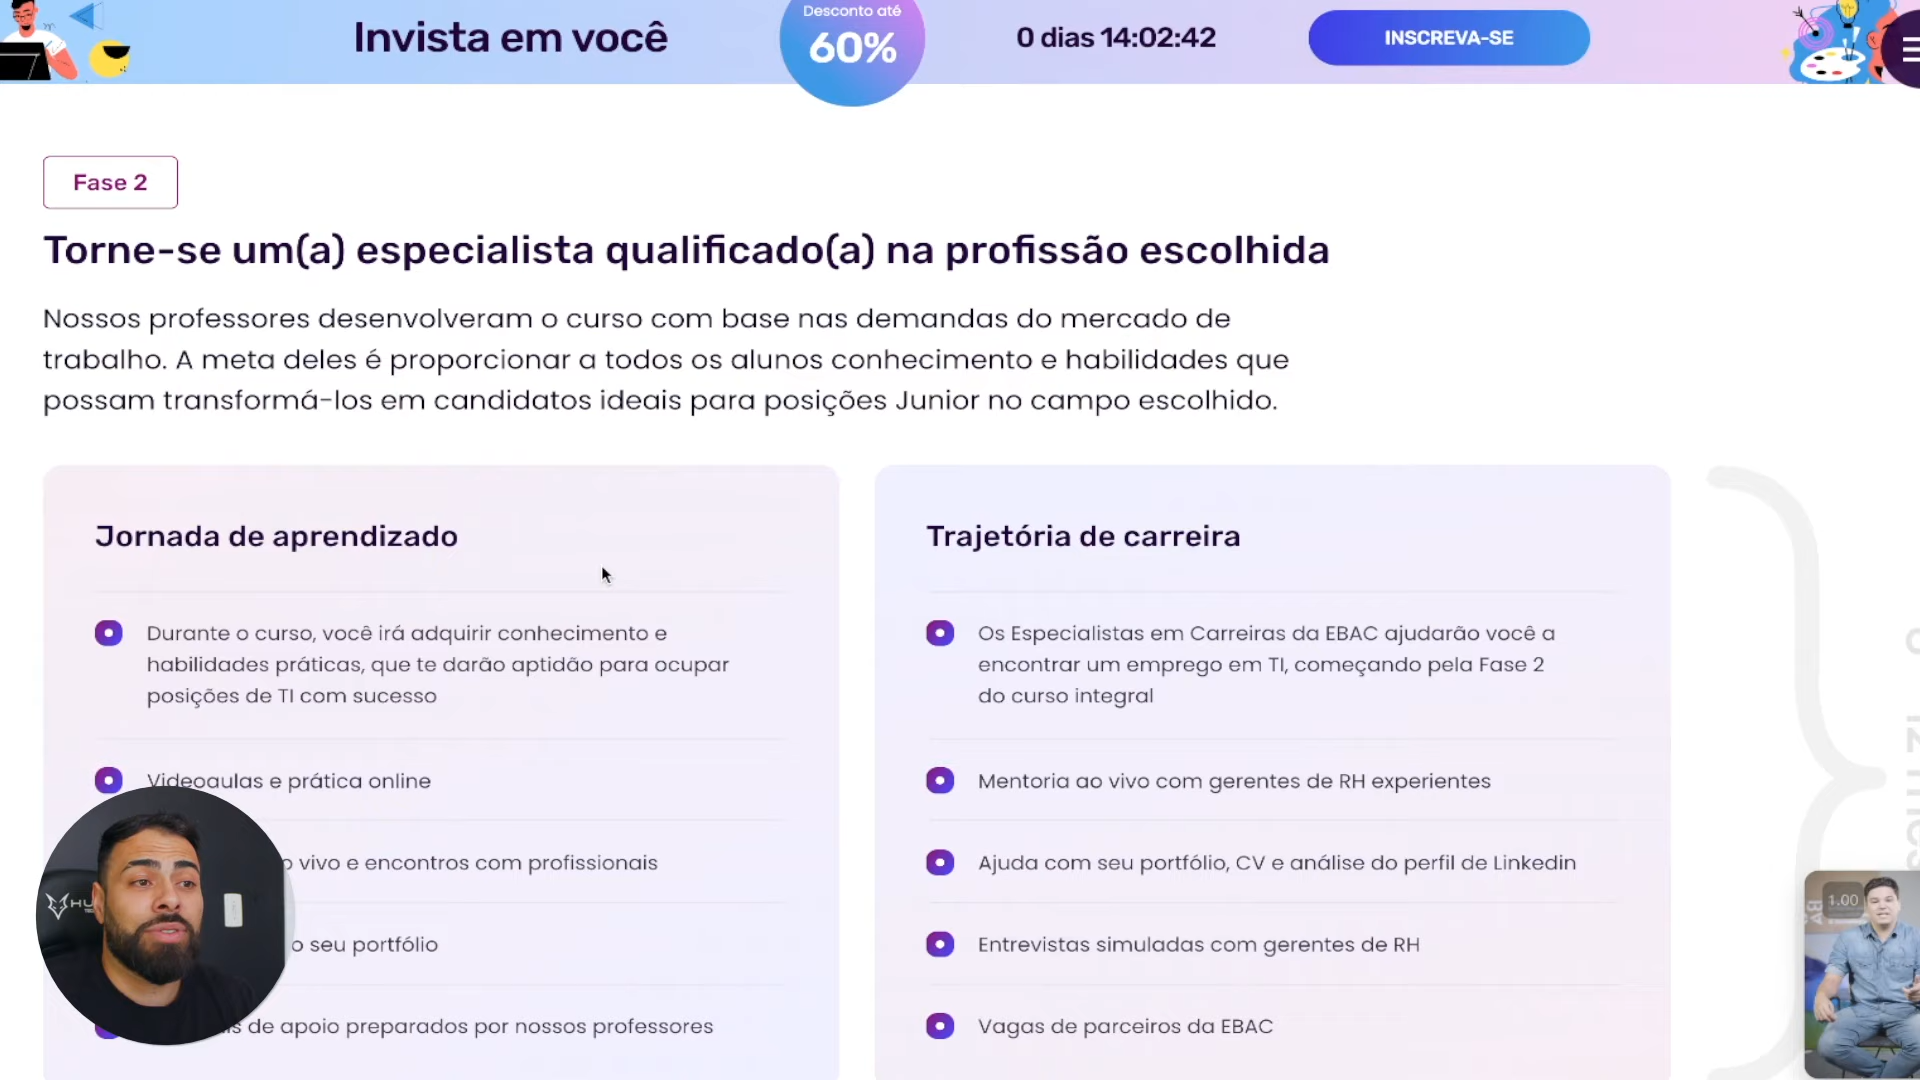 Invista em você
Desconto até
60%
0 dias 14:02:42
INSCREVA-SE
Fase 2
Torne-se um(a) especialista qualificado(a) na profissão escolhida
Nossos professores desenvolveram o curso com base nas demandas do mercado de
trabalho. A meta deles é proporcionar a todos os alunos conhecimento e habilidades que
possam transformá-los em candidatos ideais para posições Junior no campo escolhido.
Jornada de aprendizado
Durante o curso, você irá adquirir conhecimento e
habilidades práticas, que te darão aptidão para ocupar
posições de TI com sucesso
Videoaulas e prática online
vivo e encontros com profissionais
o seu portfólio
de apoio preparados por nossos professores
Trajetória de carreira
Os Especialistas em Carreiras da EBAC ajudarão você a
encontrar um emprego em TI, começando pela Fase 2
do curso integral
Mentoria ao vivo com gerentes de RH experientes
Ajuda com seu portfólio, CV e análise do perfil de Linkedin
Entrevistas simuladas com gerentes de RH
Vagas de parceiros da EBAC
1.00